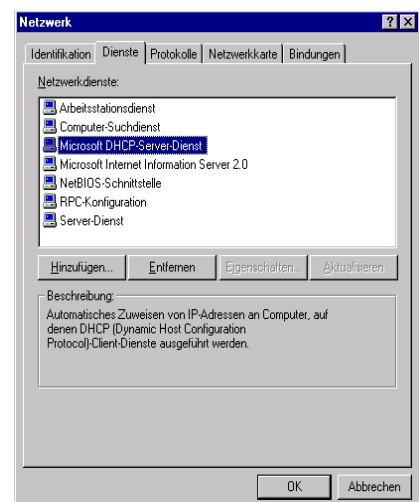 Netzwerk
Identifikation Dienste Protokolle Netzwerkkarte Bindungen
Netzwerkdienste:
Arbeitsstationsdienst
Computer-Suchdienst
Microsoft DHCP-Server-Dienst
Microsoft Internet Information Server 2.0
NetBIOS-Schnittstelle
RPC-Konfiguration
Server-Dienst
Hinzufügen... Entfernen Eigenschaften... Aktualisieren
Beschreibung:
Automatisches Zuweisen von IP-Adressen an Computer, auf
denen DHCP (Dynamic Host Configuration
Protocol)-Client-Dienste ausgeführt werden.
OK Abbrechen